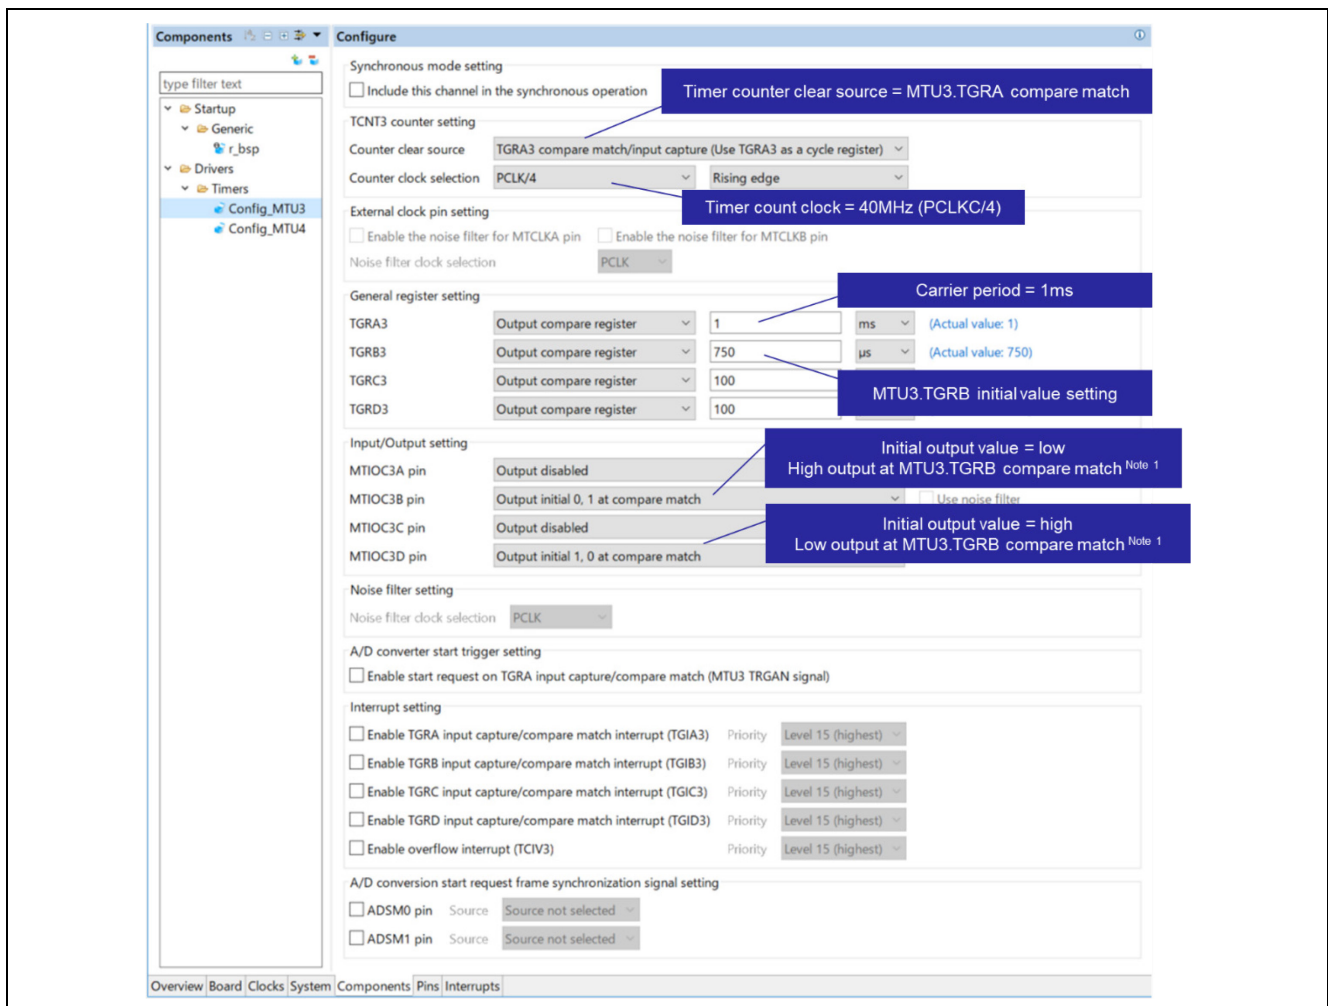 Components
Configure
type filter text
Startup
Generic
r_bsp
Drivers
Timers
Config_MTU3
Config_MTU4
Synchronous mode setting
Include this channel in the synchronous operation
Timer counter clear source = MTU3.TGRA compare match
TCNT3 counter setting
Counter clear source TGRA3 compare match/input capture (Use TGRA3 as a cycle register)
Counter clock selection PCLK/4 Rising edge
Timer count clock = 40MHz (PCLKC/4)
External clock pin setting
Enable the noise filter for MTCLKA pin Enable the noise filter for MTCLKB pin
Noise filter clock selection PCLK
Carrier period = 1ms
General register setting
TGRA3 Output compare register 1 ms (Actual value: 1)
TGRB3 Output compare register 750 µs (Actual value: 750)
TGRC3 Output compare register 100
MTU3.TGRB initial value setting
TGRD3 Output compare register 100
Input/Output setting
Initial output value = low
High output at MTU3.TGRB compare match Note 1
MTIOC3A pin Output disabled
MTIOC3B pin Output initial 0, 1 at compare match Use noise filter
MTIOC3C pin Output disabled
Initial output value = high
Low output at MTU3.TGRB compare match Note 1
MTIOC3D pin Output initial 1, 0 at compare match
Noise filter setting
Noise filter clock selection PCLK
A/D converter start trigger setting
Enable start request on TGRA input capture/compare match (MTU3 TRGAN signal)
Interrupt setting
Enable TGRA input capture/compare match interrupt (TGIA3) Priority Level 15 (highest)
Enable TGRB input capture/compare match interrupt (TGIB3) Priority Level 15 (highest)
Enable TGRC input capture/compare match interrupt (TGIC3) Priority Level 15 (highest)
Enable TGRD input capture/compare match interrupt (TGID3) Priority Level 15 (highest)
Enable overflow interrupt (TCIV3) Priority Level 15 (highest)
A/D conversion start request frame synchronization signal setting
ADSM0 pin Source Source not selected
ADSM1 pin Source Source not selected
Overview Board Clocks System Components Pins Interrupts